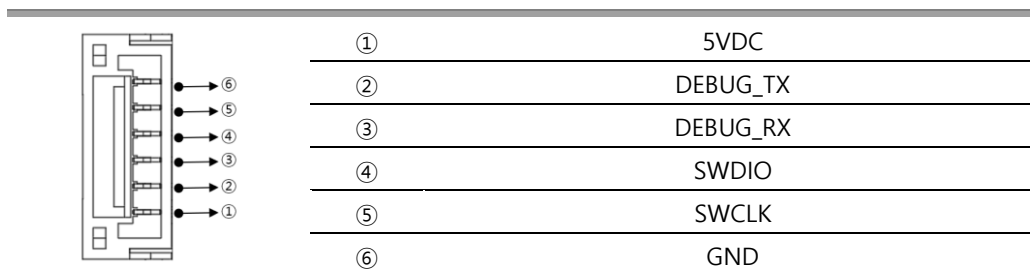 ① 5VDC
② DEBUG_TX
③ DEBUG_RX
④ SWDIO
⑤ SWCLK
⑥ GND
⑥
⑤
④
③
②
①